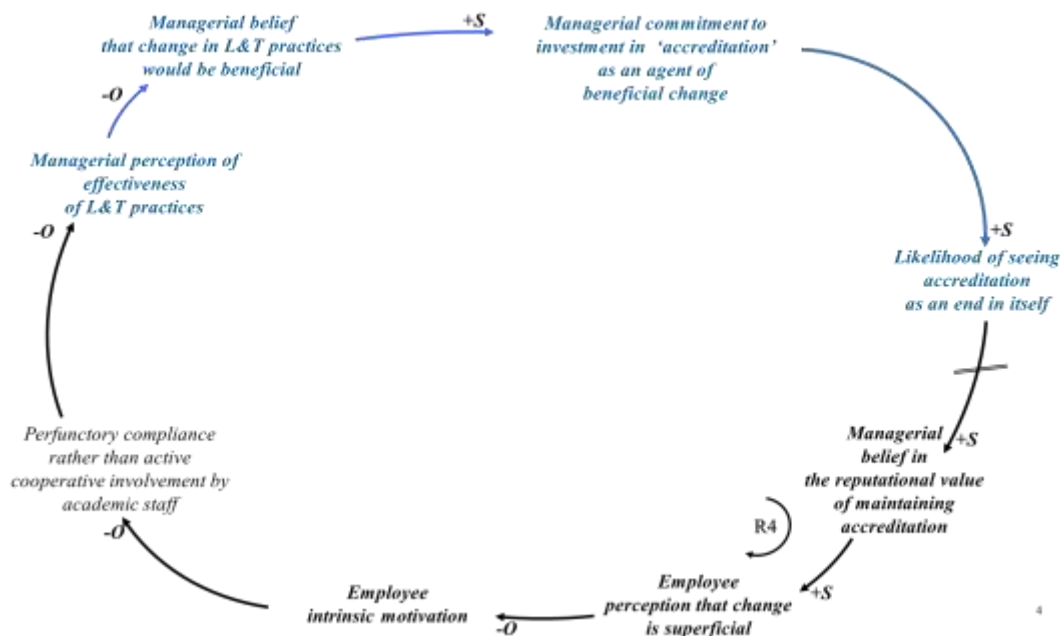 Managerial belief
that change in L&T practices
would be beneficial
+S
Managerial commitment to
investment in ‘accreditation’
as an agent of
beneficial change
-O
Managerial perception of
effectiveness
of L&T practices
-O
+S
Likelihood of seeing
accreditation
as an end in itself
Perfunctory compliance
rather than active
cooperative involvement by
academic staff
-O
+S
Managerial
belief in
the reputational value
of maintaining
accreditation
R4
+S
Employee
perception that change
is superficial
-O
Employee
intrinsic motivation
4